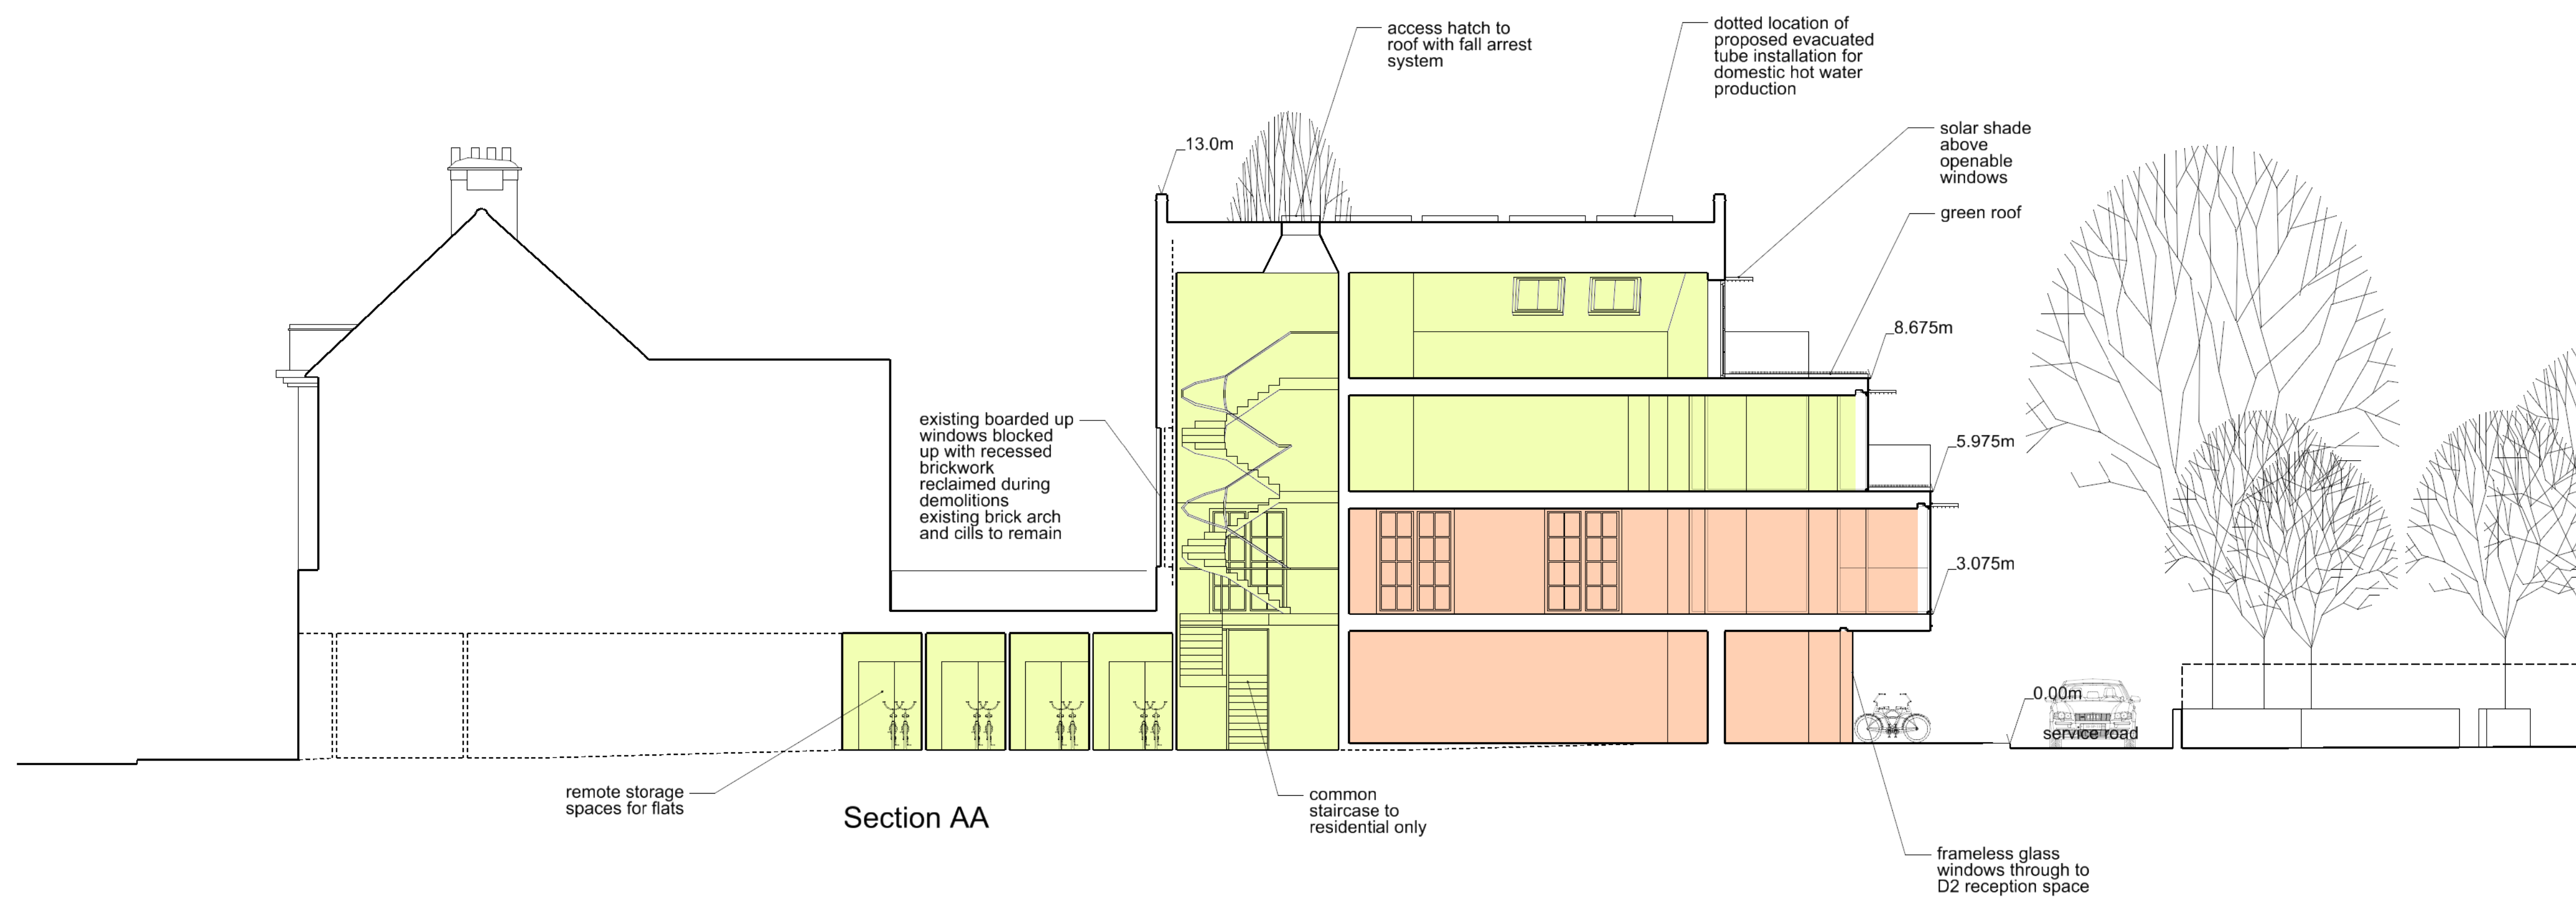 access hatch to
roof with fall arrest
system
dotted location of
proposed evacuated
tube installation for
domestic hot water
production
solar shade
above
openable
windows
13.0m
green roof
8.675m
existing boarded up
windows blocked
up with recessed
brickwork
reclaimed during
demolitions
existing brick arch
and cills to remain
5.975m
3.075m
0.00m
service road
remote storage
spaces for flats
Section AA
common
staircase to
residential only
frameless glass
windows through to
D2 reception space